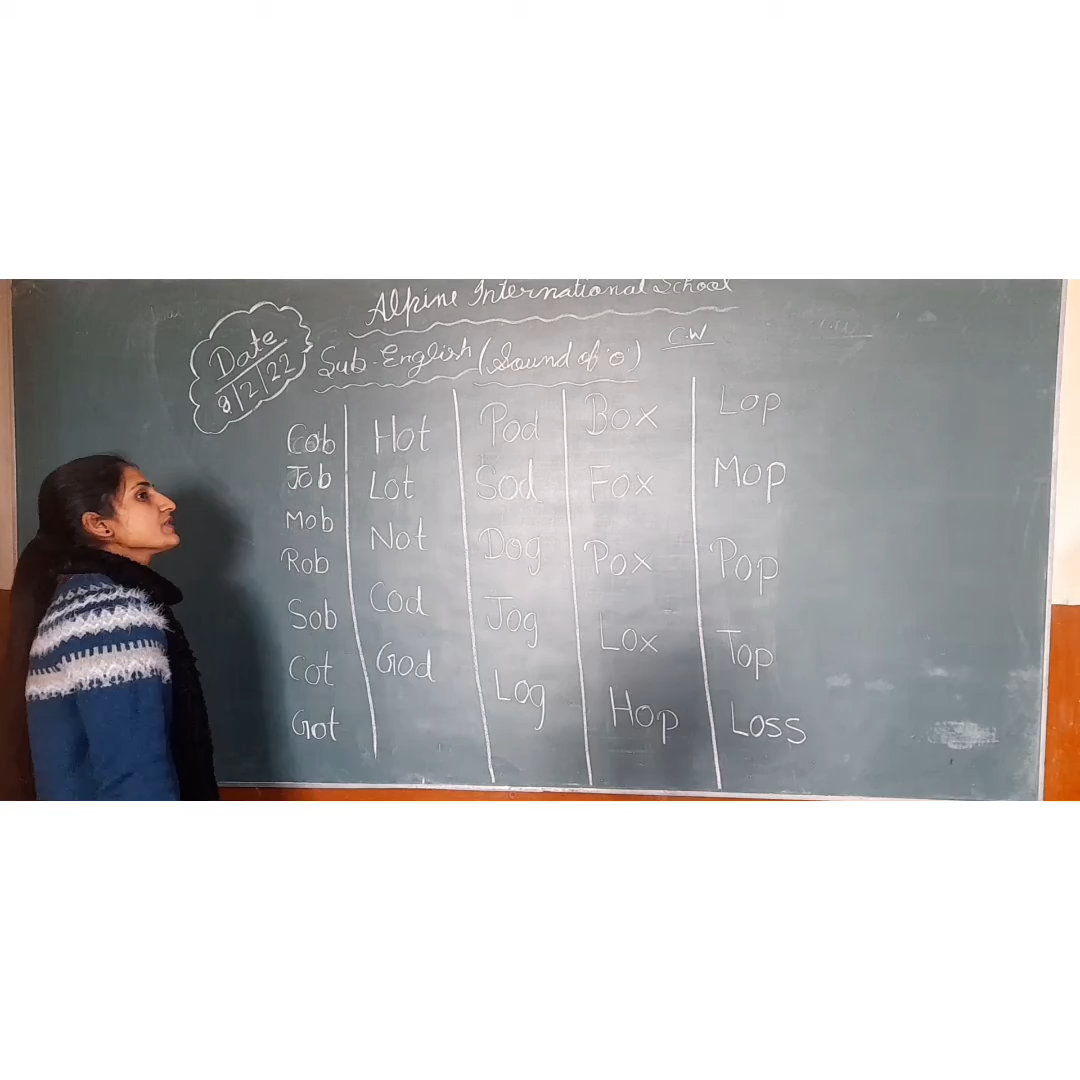 Alpine International School
Date
9/2/22
Sub-English (Sound of 'o')
C.W
Cob
Job
Mob
Rob
Sob
Cot
Got
Hot
Lot
Not
Cod
God
Pod
Sod
Dog
Jog
Log
Box
Fox
Pox
Lox
Hop
Lop
Mop
Pop
Top
Loss